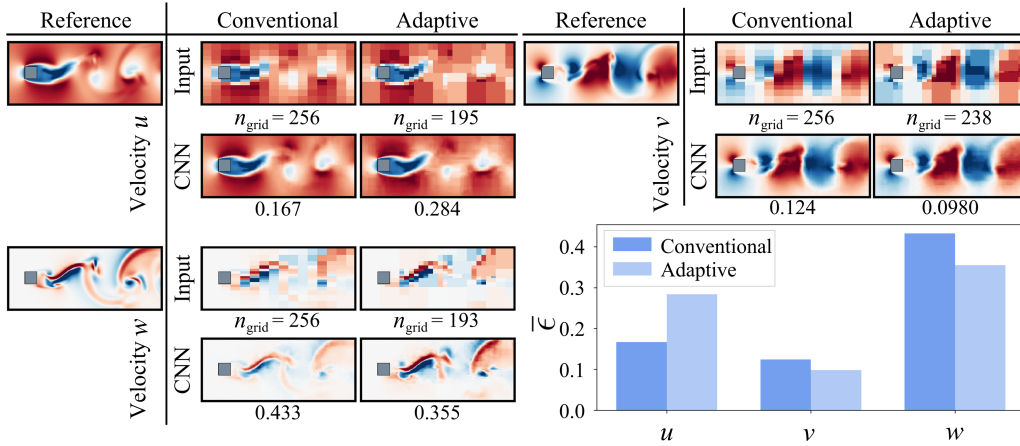 Reference Conventional Adaptive
Velocity u
Input
n_grid = 256 n_grid = 195
CNN
0.167 0.284
Reference Conventional Adaptive
Velocity v
Input
n_grid = 256 n_grid = 238
CNN
0.124 0.0980
Velocity w
Input
n_grid = 256 n_grid = 193
CNN
0.433 0.355
Conventional
Adaptive
ϵ̅
0.4
0.3
0.2
0.1
0.0
u v w